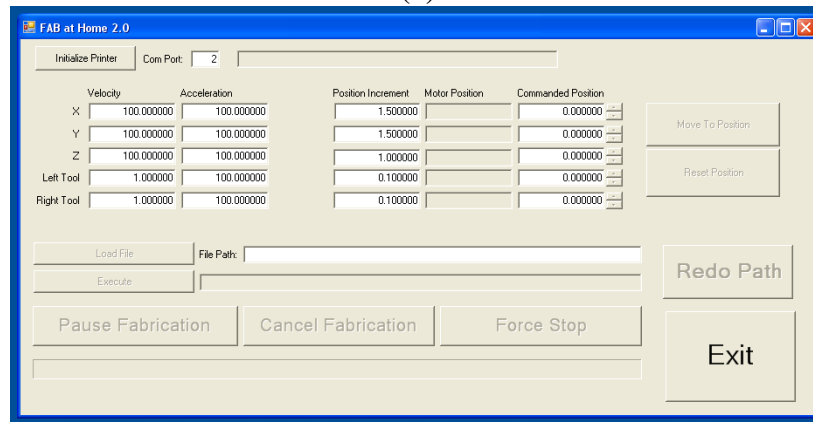 FAB at Home 2.0
Initialize Printer Com Port: 2
Velocity Acceleration Position Increment Motor Position Commanded Position
X 100.000000 100.000000 1.500000 0.000000
Y 100.000000 100.000000 1.500000 0.000000
Move To Position
Z 100.000000 100.000000 1.000000 0.000000
Left Tool 1.000000 100.000000 0.100000 0.000000
Reset Position
Right Tool 1.000000 100.000000 0.100000 0.000000
Load File File Path:
Execute
Redo Path
Pause Fabrication Cancel Fabrication Force Stop
Exit